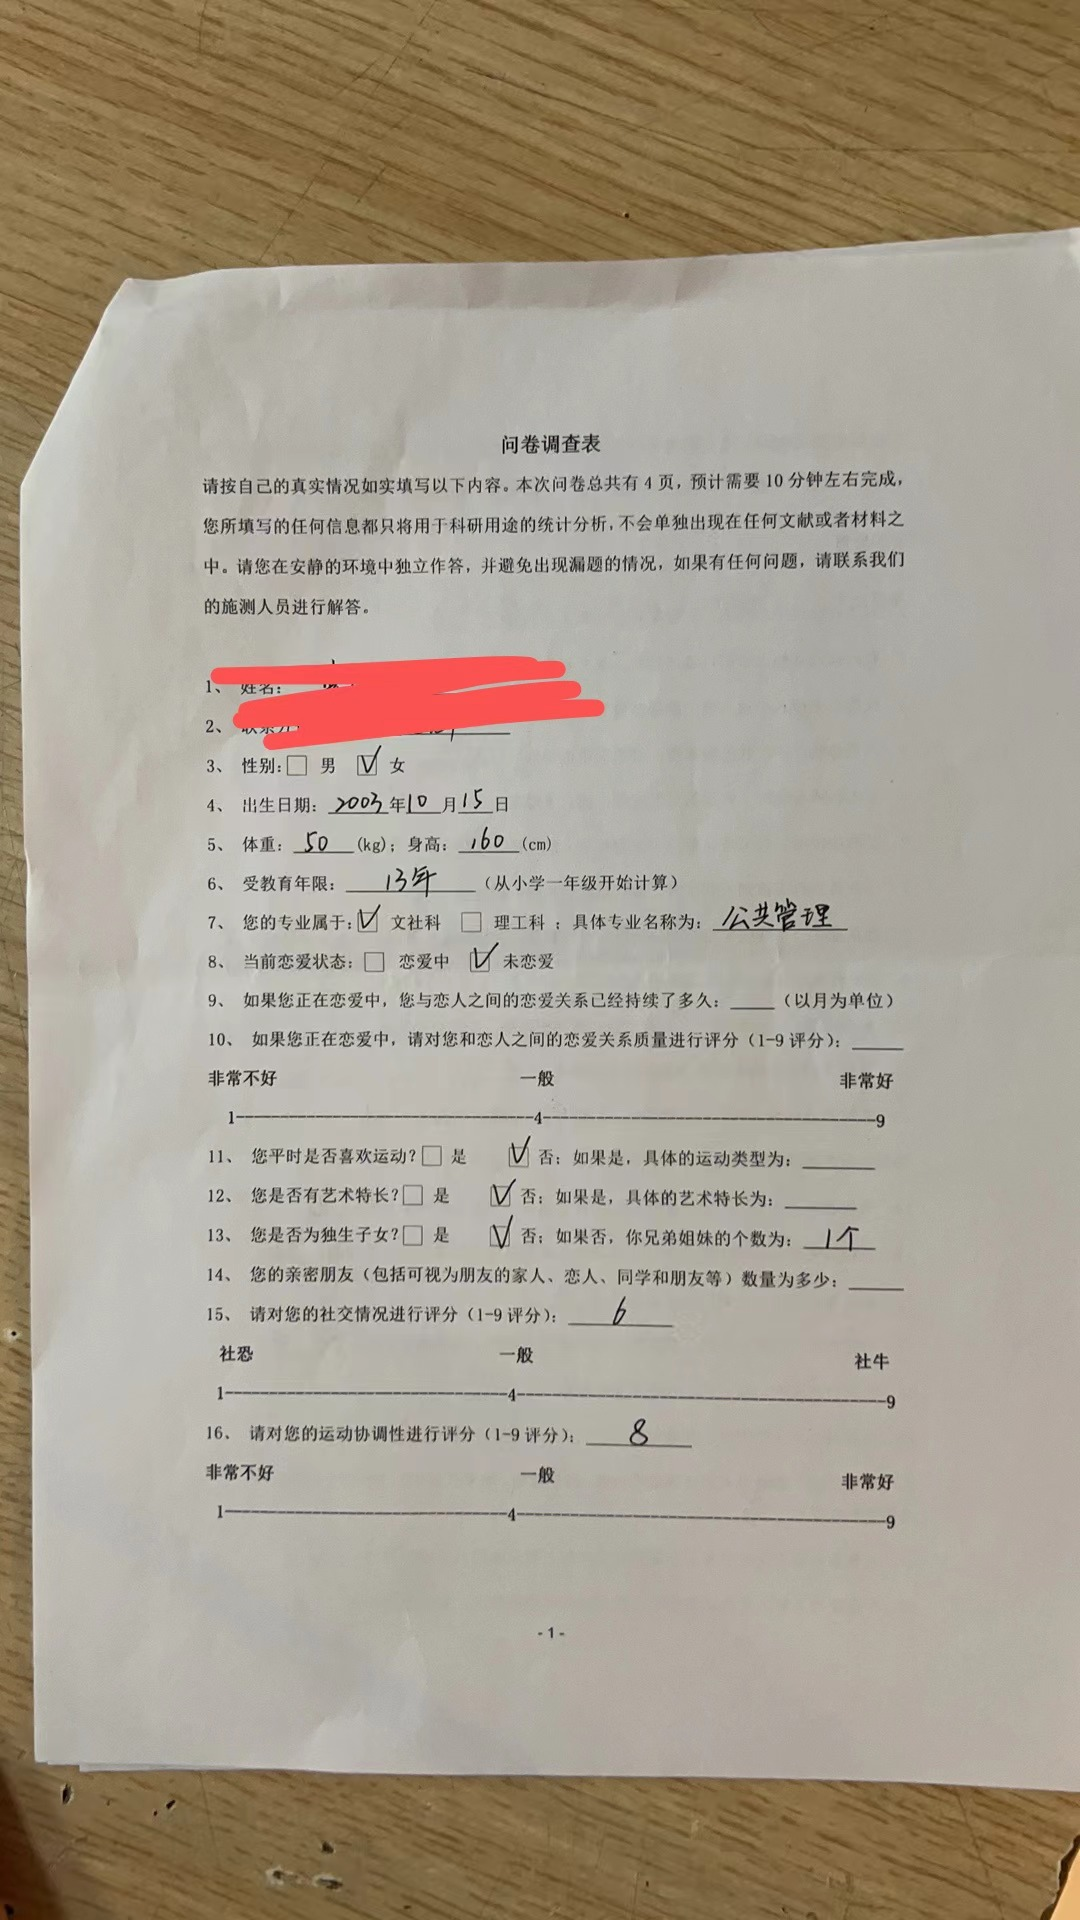 问卷调查表
请按自己的真实情况如实填写以下内容。本次问卷总共有 4 页，预计需要 10 分钟左右完成，
您所填写的任何信息都只将用于科研用途的统计分析，不会单独出现在任何文献或者材料之
中。请您在安静的环境中独立作答，并避免出现漏题的情况，如果有任何问题，请联系我们
的施测人员进行解答。
1、 姓名：
2、
3、 性别：□ 男 ☑ 女
4、 出生日期：2003年10月15日
5、 体重：50(kg)；身高：160(cm)
6、 受教育年限：13年（从小学一年级开始计算）
7、 您的专业属于：☑ 文社科 □ 理工科 ；具体专业名称为：公共管理
8、 当前恋爱状态：□ 恋爱中 ☑ 未恋爱
9、 如果您正在恋爱中，您与恋人之间的恋爱关系已经持续了多久：____（以月为单位）
10、 如果您正在恋爱中，请对您和恋人之间的恋爱关系质量进行评分（1-9 评分）：____
非常不好 一般 非常好
1----4----9
11、 您平时是否喜欢运动？□ 是 ☑ 否；如果是，具体的运动类型为：____
12、 您是否有艺术特长？□ 是 ☑ 否；如果是，具体的艺术特长为：____
13、 您是否为独生子女？□ 是 ☑ 否；如果否，你兄弟姐妹的个数为：1个
14、 您的亲密朋友（包括可视为朋友的家人、恋人、同学和朋友等）数量为多少：____
15、 请对您的社交情况进行评分（1-9 评分）：6
社恐 一般 社牛
1----4----9
16、 请对您的运动协调性进行评分（1-9 评分）：8
非常不好 一般 非常好
1----4----9
- 1 -